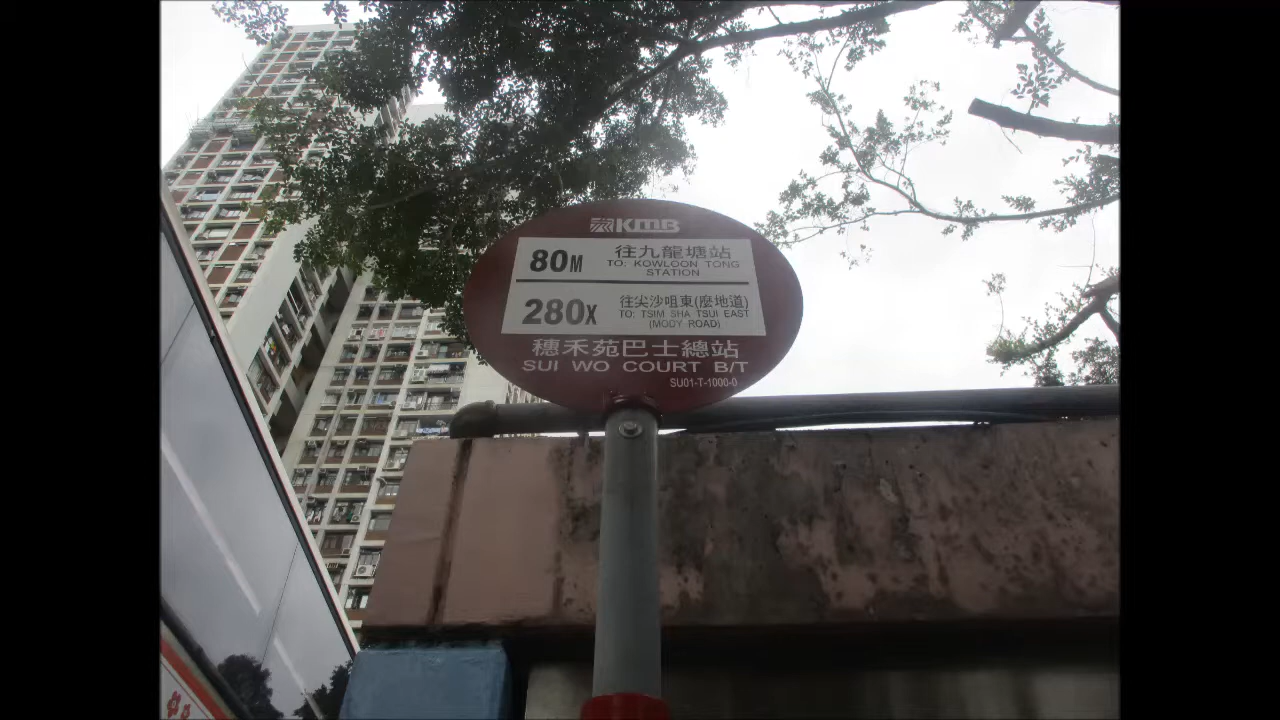 KMB
80M
往九龍塘站
TO: KOWLOON TONG
STATION
280X
往尖沙咀東(麼地道)
TO: TSIM SHA TSUI EAST
(MODY ROAD)
穗禾苑巴士總站
SUI WO COURT B/T
SU01-T-1000-0